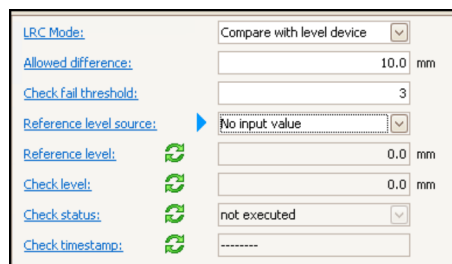 LRC Mode: Compare with level device
Allowed difference: 10.0 mm
Check fail threshold: 3
Reference level source: No input value
Reference level: 0.0 mm
Check level: 0.0 mm
Check status: not executed
Check timestamp: --------